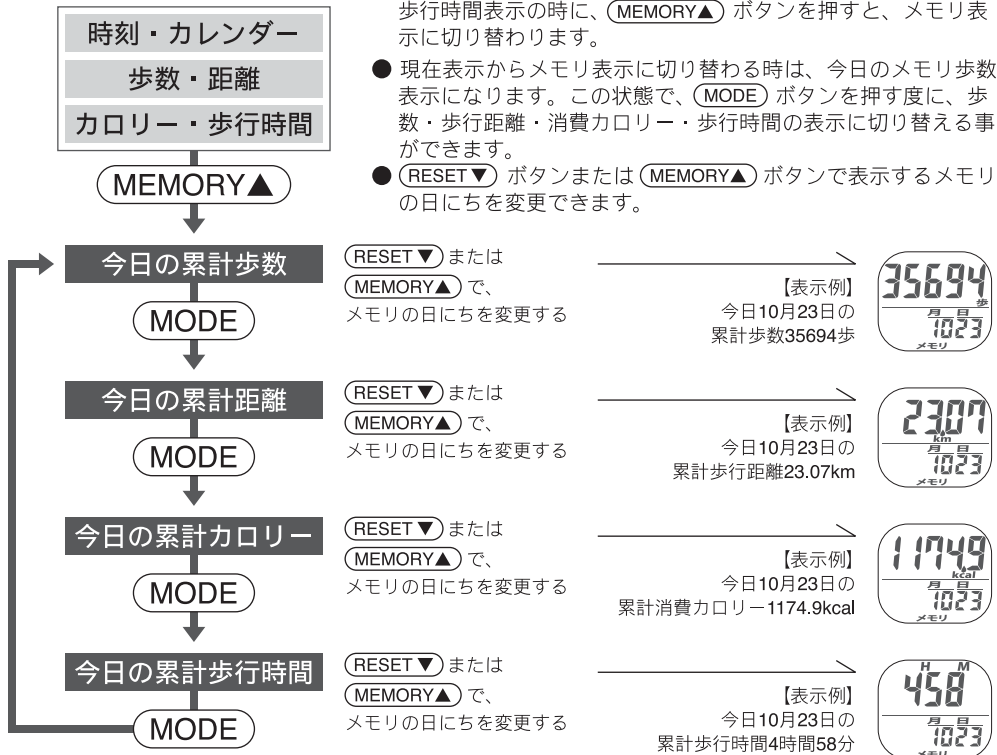 歩行時間表示の時に、MEMORY▲ ボタンを押すと、メモリ表
示に切り替わります。
● 現在表示からメモリ表示に切り替わる時は、今日のメモリ歩数
表示になります。この状態で、MODE ボタンを押す度に、歩
数・歩行距離・消費カロリー・歩行時間の表示に切り替える事
ができます。
● RESET▼ ボタンまたは MEMORY▲ ボタンで表示するメモリ
の日にちを変更できます。
時刻・カレンダー
歩数・距離
カロリー・歩行時間
MEMORY▲
今日の累計歩数
MODE
RESET▼ または
MEMORY▲ で、
メモリの日にちを変更する
【表示例】
今日10月23日の
累計歩数35694歩
35694
歩
月 日
1023
メモリ
今日の累計距離
MODE
RESET▼ または
MEMORY▲ で、
メモリの日にちを変更する
【表示例】
今日10月23日の
累計歩行距離23.07km
23.07
km
月 日
1023
メモリ
今日の累計カロリー
MODE
RESET▼ または
MEMORY▲ で、
メモリの日にちを変更する
【表示例】
今日10月23日の
累計消費カロリー1174.9kcal
1174.9
kcal
月 日
1023
メモリ
今日の累計歩行時間
MODE
RESET▼ または
MEMORY▲ で、
メモリの日にちを変更する
【表示例】
今日10月23日の
累計歩行時間4時間58分
H M
458
月 日
1023
メモリ